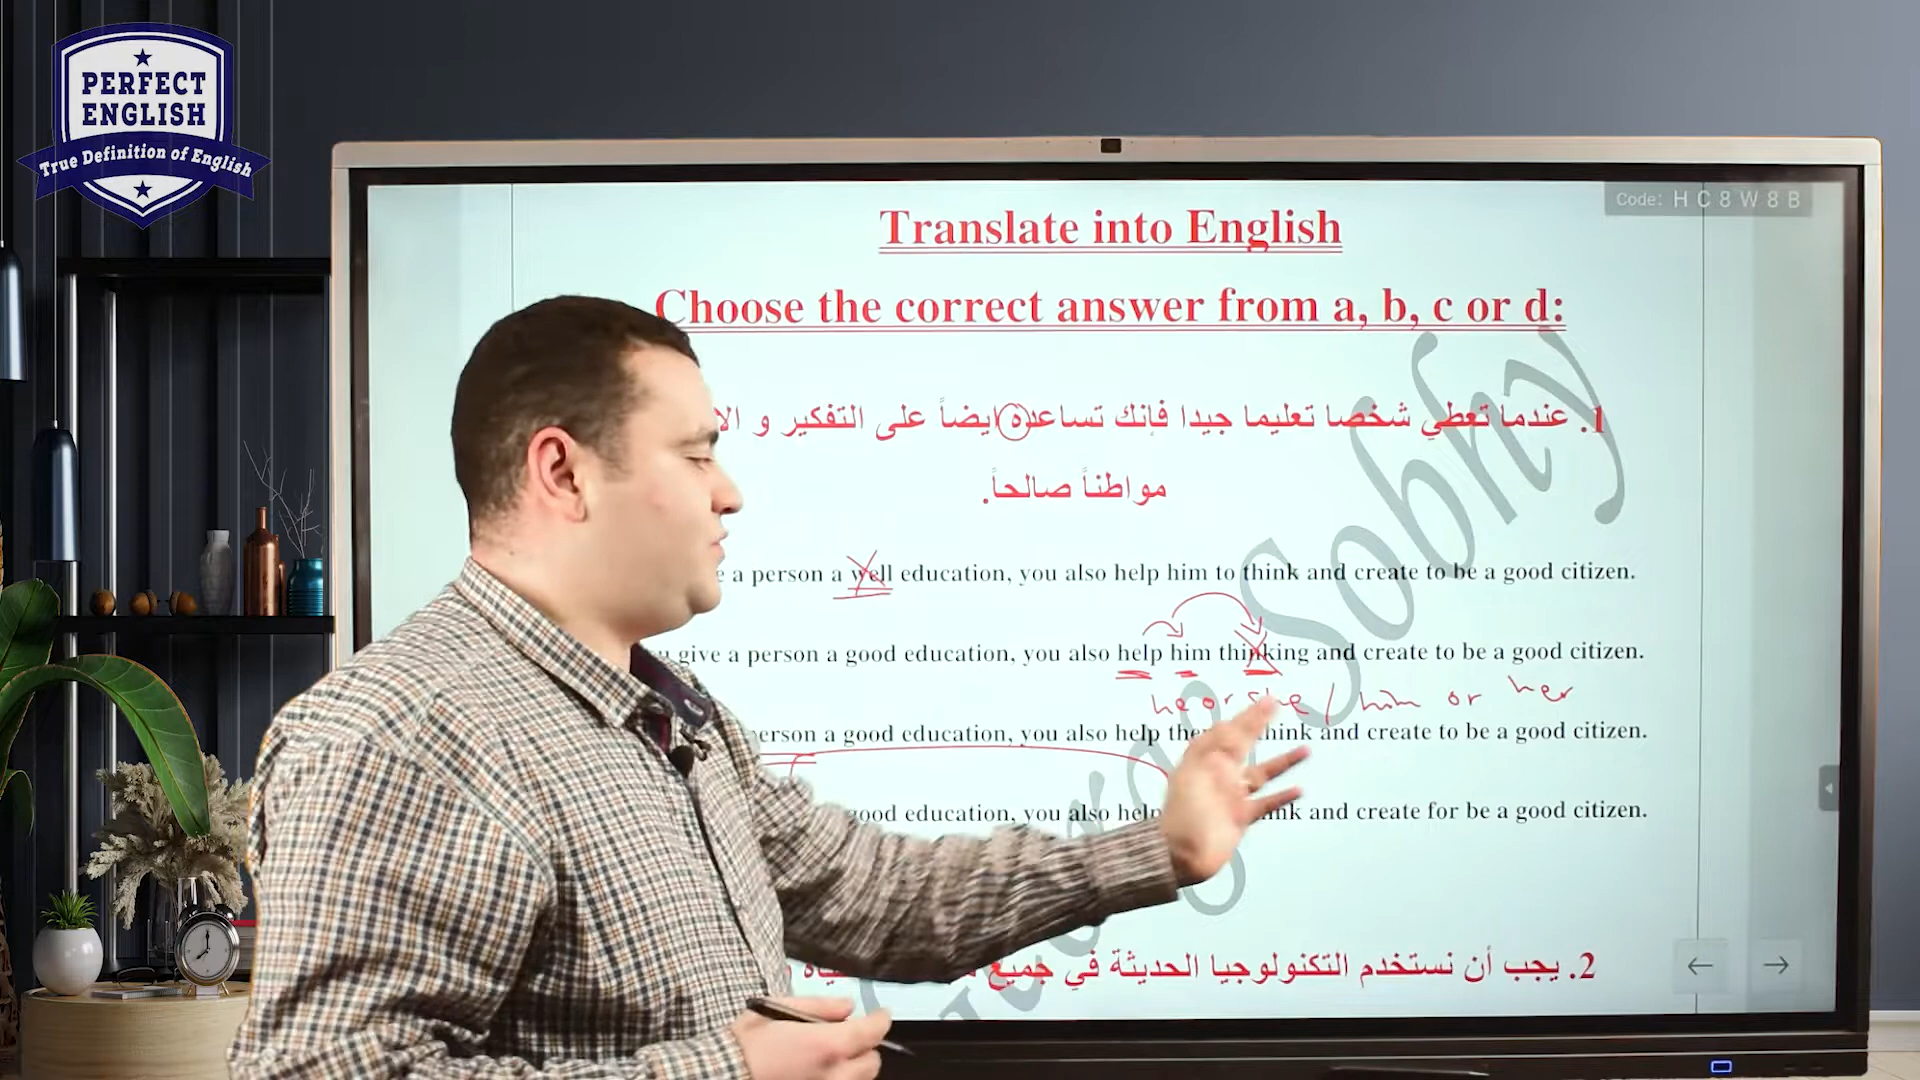 PERFECT
ENGLISH
True Definition of English
Code: HC8W8B
Translate into English
Choose the correct answer from a, b, c or d:
1. عندما تعطي شخصا تعليما جيدا فإنك تساعده ايضاً على التفكير و
مواطناً صالحاً.
a person a well education, you also help him to think and create to be a good citizen.
give a person a good education, you also help him thinking and create to be a good citizen.
he or she / him or her
a good education, you also help think and create to be a good citizen.
good education, you also help and create for be a good citizen.
2. يجب أن نستخدم التكنولوجيا الحديثة في جميع
George Sobhy